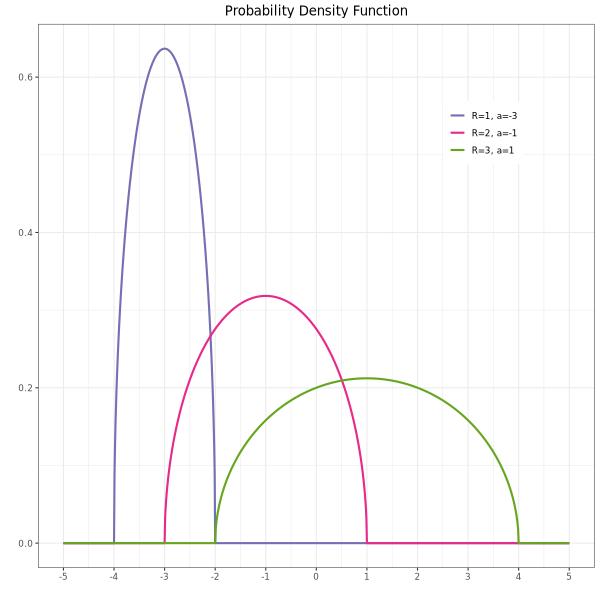 Probability Density Function
0.6
R=1, a=-3
R=2, a=-1
R=3, a=1
0.4
0.2
0.0
-5 -4 -3 -2 -1 0 1 2 3 4 5